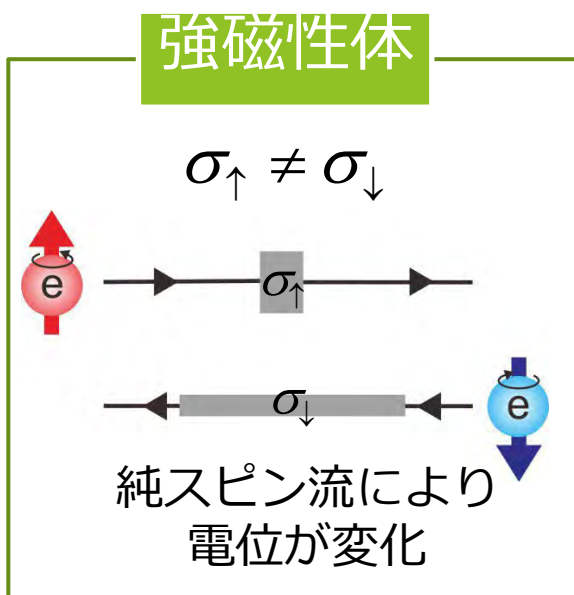 強磁性体
σ↑ ≠ σ↓
e
σ↑
σ↓
e
純スピン流により
電位が変化